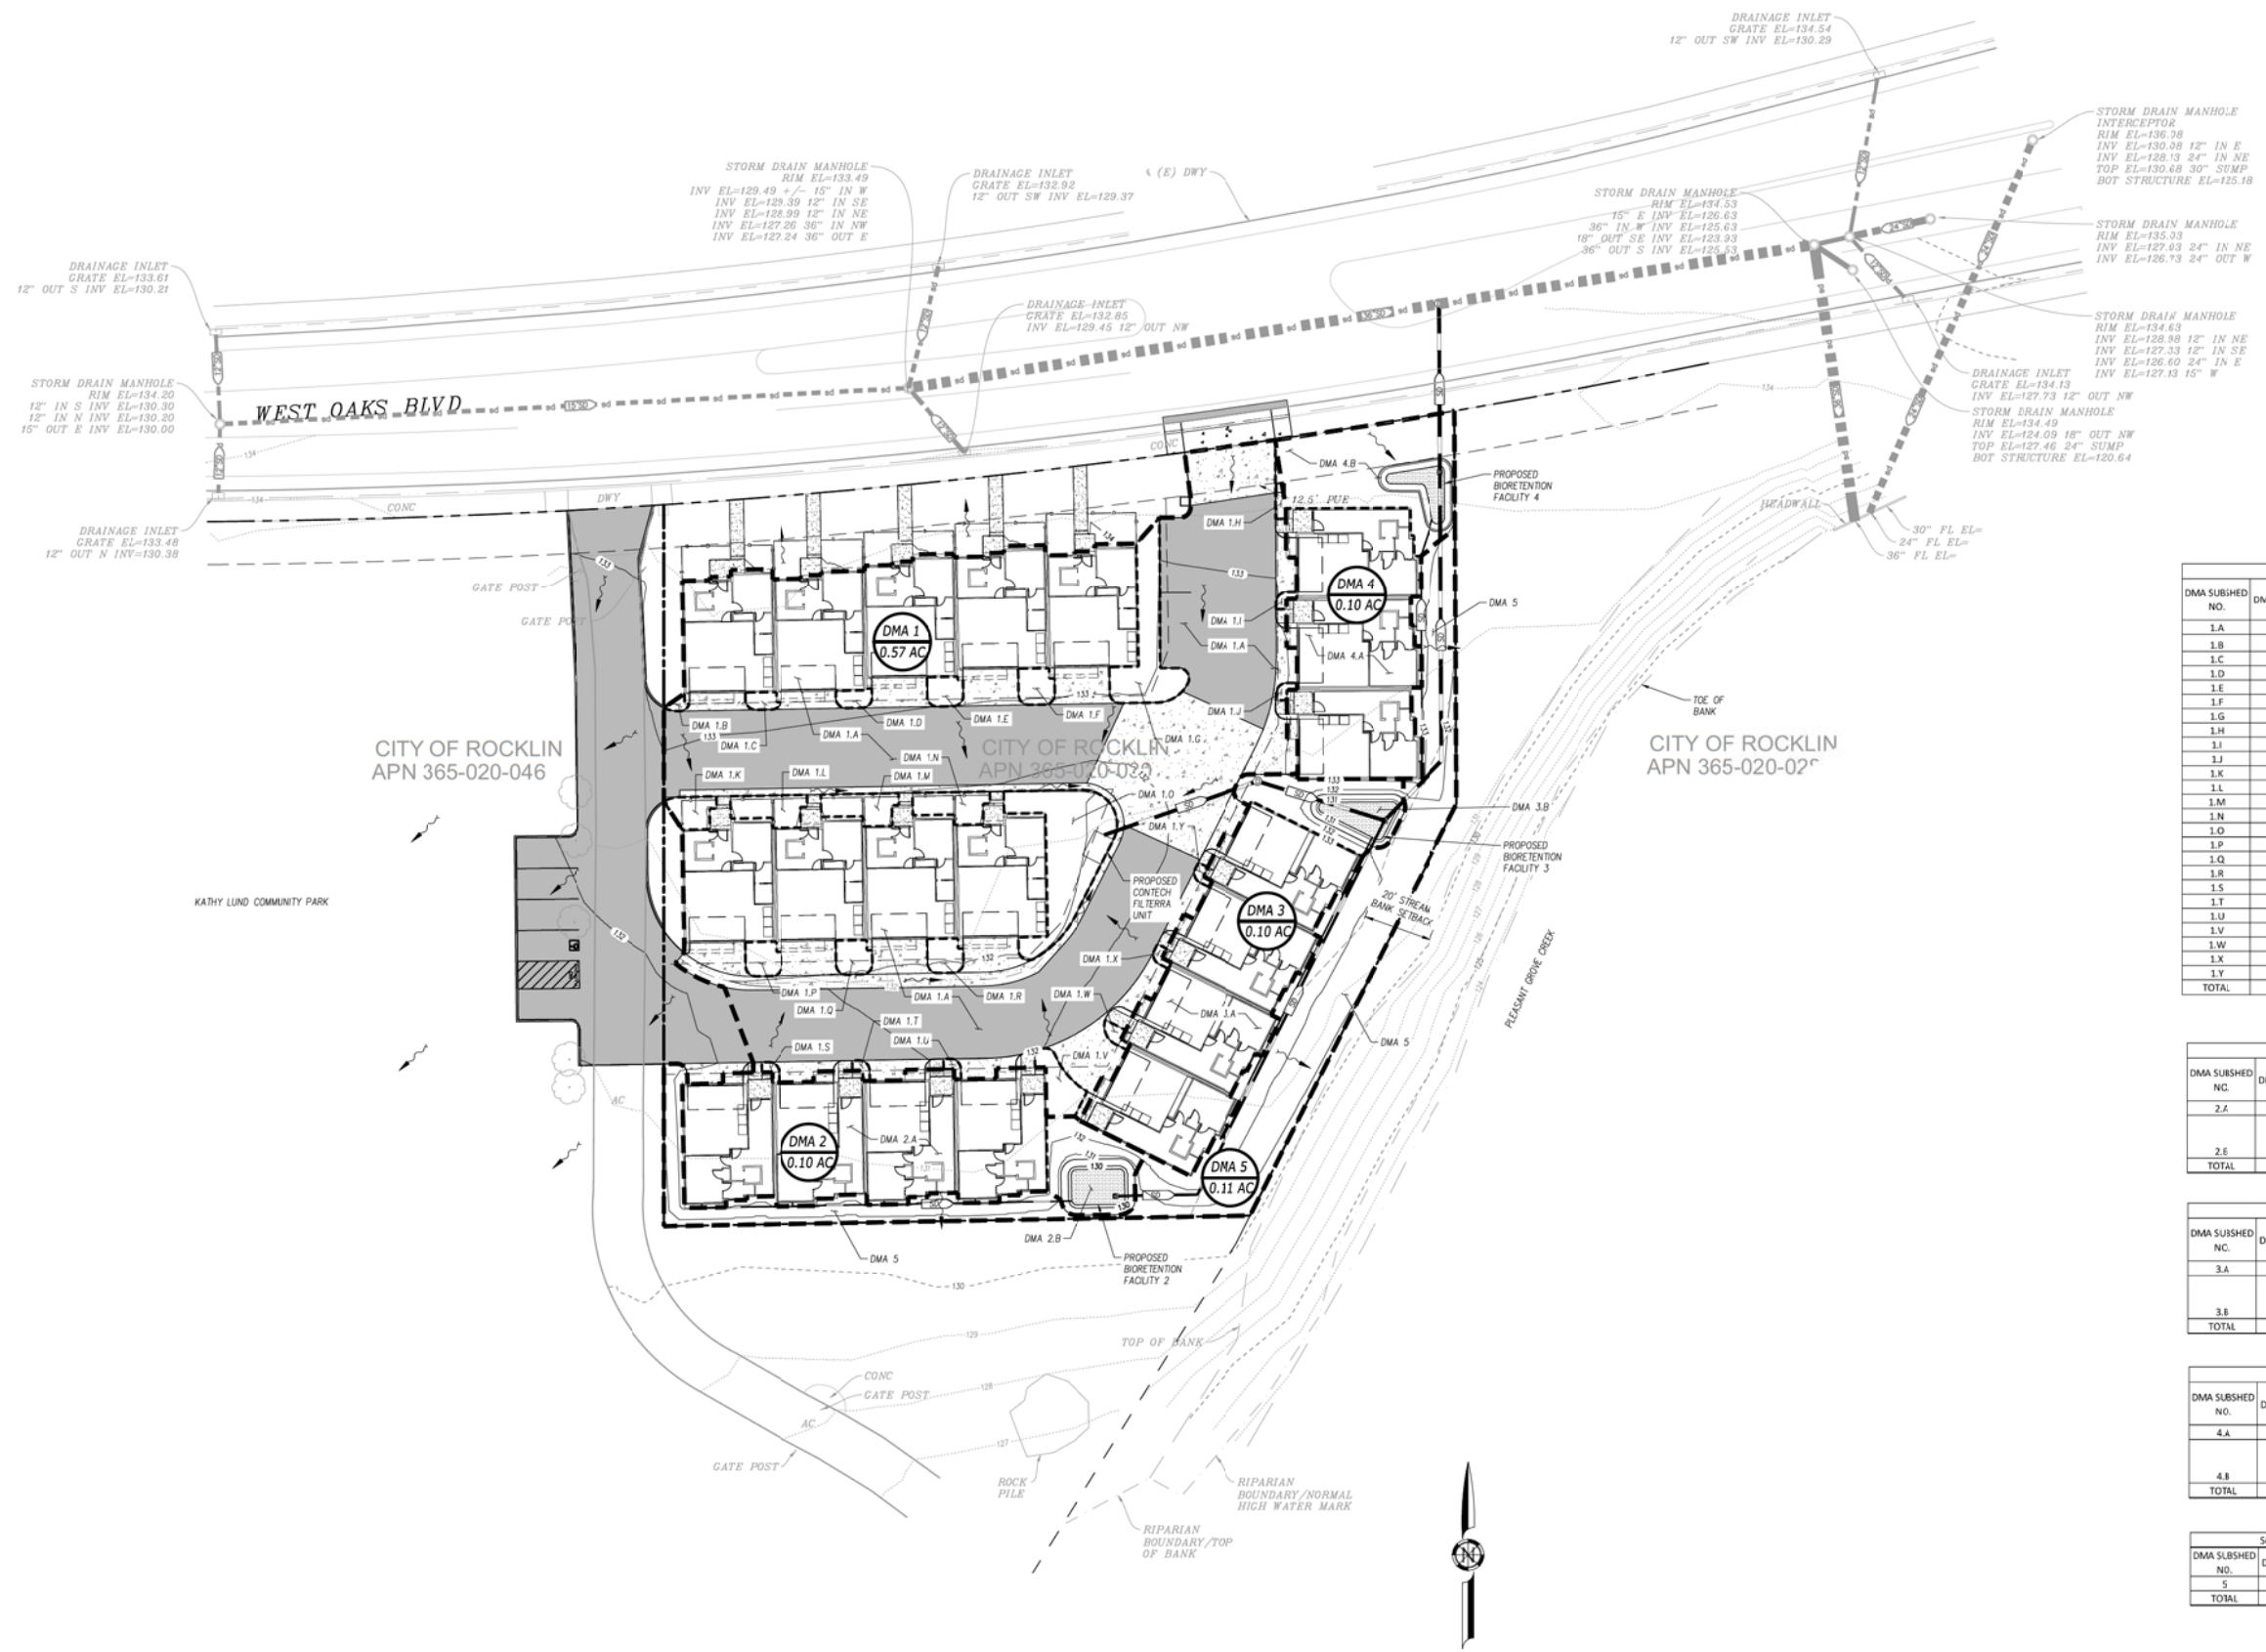 DRAINAGE INLET
GRATE EL=134.54
12" OUT SW INV EL=130.29
STORM DRAIN MANHOLE
INTERCEPTOR
RIM EL=136.08
INV EL=130.08 12" IN E
INV EL=128.13 24" IN NE
TOP EL=130.68 30" SUMP
BOT STRUCTURE EL=125.18
STORM DRAIN MANHOLE
RIM EL=133.49
INV EL=129.49 +/- 15" IN W
INV EL=129.39 12" IN SE
INV EL=128.99 12" IN NE
INV EL=127.26 36" IN NW
INV EL=127.24 36" OUT E
DRAINAGE INLET
GRATE EL=132.92
12" OUT SW INV EL=129.37
(E) DWY
STORM DRAIN MANHOLE
RIM EL=134.53
15" E INV EL=126.63
36" IN W INV EL=125.63
18" OUT SE INV EL=123.93
36" OUT S INV EL=125.53
STORM DRAIN MANHOLE
RIM EL=135.03
INV EL=127.03 24" IN NE
INV EL=126.73 24" OUT W
DRAINAGE INLET
GRATE EL=133.61
12" OUT S INV EL=130.21
DRAINAGE INLET
GRATE EL=132.85
INV EL=129.45 12" OUT NW
STORM DRAIN MANHOLE
RIM EL=134.63
INV EL=128.98 12" IN NE
INV EL=127.33 12" IN SE
INV EL=126.60 24" IN E
INV EL=127.13 15" W
STORM DRAIN MANHOLE
RIM EL=134.20
12" IN S INV EL=130.30
12" IN N INV EL=130.20
15" OUT E INV EL=130.00
WEST OAKS BLVD
DRAINAGE INLET
GRATE EL=134.13
INV EL=127.73 12" OUT NW
STORM DRAIN MANHOLE
RIM EL=134.49
INV EL=124.09 18" OUT NW
TOP EL=127.46 24" SUMP
BOT STRUCTURE EL=120.64
12"SD
15"SD
36"SD
24"SD
DRAINAGE INLET
GRATE EL=133.48
12" OUT N INV=130.38
CONC
DWY
CONC
DMA 4.B
PROPOSED
BIORETENTION
FACILITY 4
12.5' PUE
HEADWALL
30" FL EL=
24" FL EL=
36" FL EL=
GATE POST
GATE POST
DMA 1.H
DMA 4
0.10 AC
DMA 5
DMA 1.I
DMA 1.A
DMA 4.A
DMA 1
0.57 AC
DMA 1.J
TOE OF
BANK
DMA 1.B
DMA 1.C
DMA 1.D
DMA 1.A
DMA 1.E
DMA 1.F
DMA 1.G
CITY OF ROCKLIN
APN 365-020-046
CITY OF ROCKLIN
CITY OF ROCKLIN
DMA 1.K
DMA 1.L
DMA 1.M
DMA 1.N
DMA 1.O
DMA 1.Y
DMA 3.B
PROPOSED
BIORETENTION
FACILITY 3
PROPOSED
CONTECH
FILTERRA
UNIT
KATHY LUND COMMUNITY PARK
DMA 3
0.10 AC
20' STREAM
BANK SETBACK
PLEASANT GROVE CREEK
DMA 1.X
DMA 1.W
DMA 1.P
DMA 1.Q
DMA 1.A
DMA 1.R
DMA 1.T
DMA 1.S
DMA 1.U
DMA 1.V
DMA 3.A
DMA 5
AC
DMA 2
0.10 AC
DMA 2.A
DMA 5
0.11 AC
DMA 2.B
DMA 5
PROPOSED
BIORETENTION
FACILITY 2
130
129
TOP OF BANK
CONC
GATE POST
128
AC
127
GATE POST
ROCK
PILE
RIPARIAN
BOUNDARY/NORMAL
HIGH WATER MARK
RIPARIAN
BOUNDARY/TOP
OF BANK
N
DMA SUBSHED
NO.
1.A
1.B
1.C
1.D
1.E
1.F
1.G
1.H
1.I
1.J
1.K
1.L
1.M
1.N
1.O
1.P
1.Q
1.R
1.S
1.T
1.U
1.V
1.W
1.X
1.Y
TOTAL
DMA SUBSHED
NO.
2.A
2.B
TOTAL
DMA SUBSHED
NO.
3.A
3.B
TOTAL
DMA SUBSHED
NO.
4.A
4.B
TOTAL
DMA SUBSHED
NO.
5
TOTAL